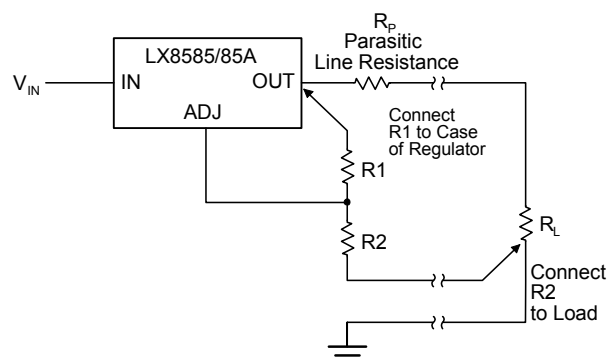 R_P
Parasitic
Line Resistance
LX8585/85A
V_IN
IN
OUT
ADJ
Connect
R1 to Case
of Regulator
R1
R2
R_L
Connect
R2
to Load